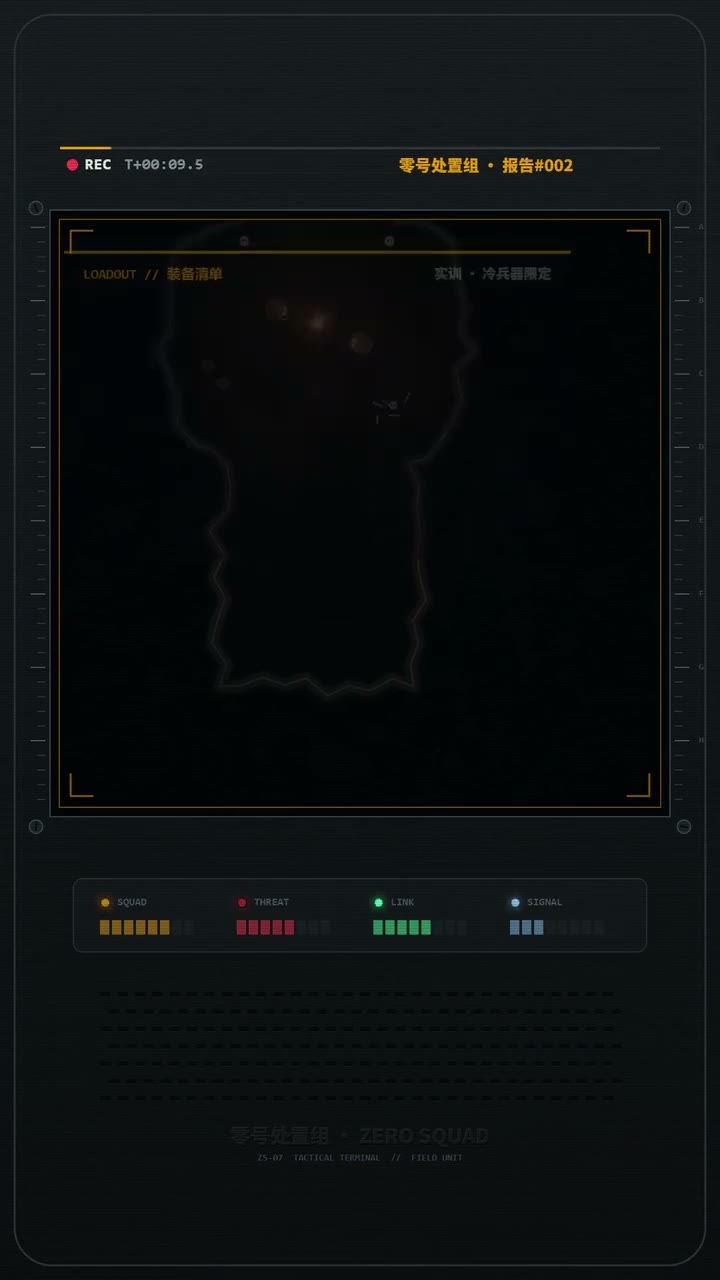 REC T+00:09.5 零号处置组 · 报告#002
LOADOUT // 装备清单 实训 · 冷兵器限定
A
B
C
D
E
F
G
H
SQUAD THREAT LINK SIGNAL
零号处置组 · ZERO SQUAD
ZS-07 TACTICAL TERMINAL // FIELD UNIT